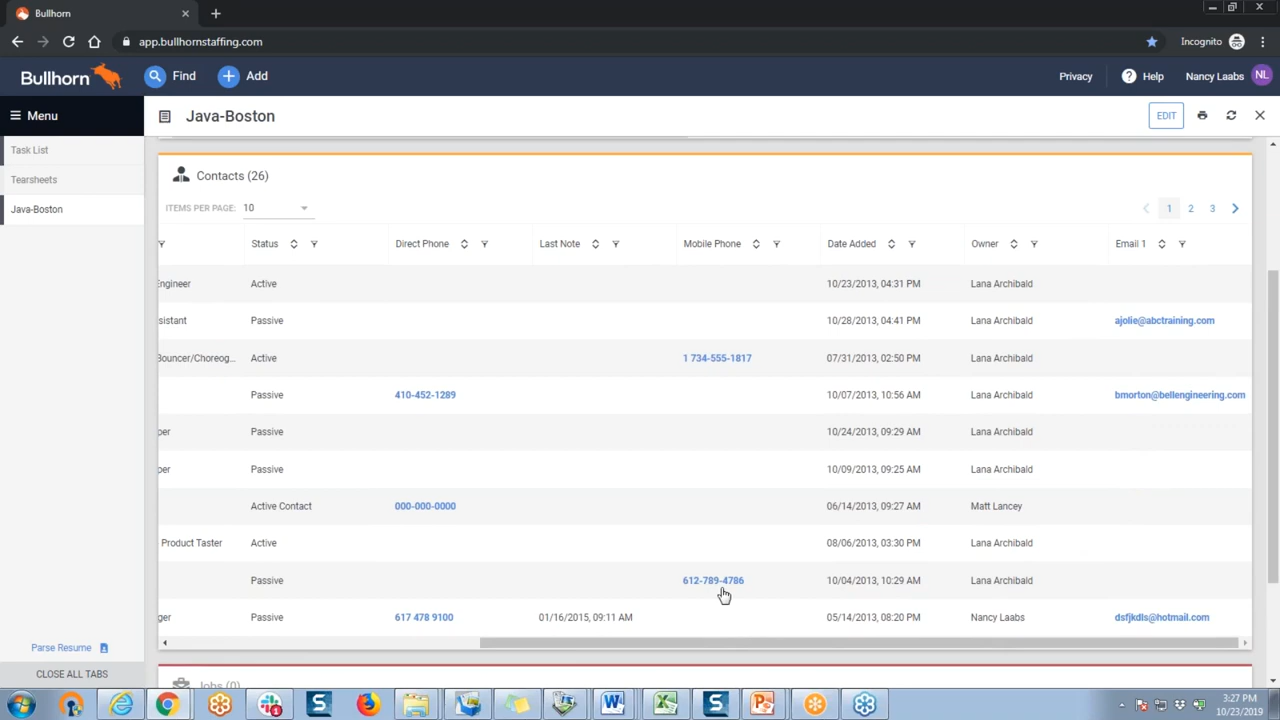 Bullhorn
app.bullhornstaffing.com
Incognito
Bullhorn
Find
Add
Privacy
Help
Nancy Laabs
NL
Menu
Java-Boston
EDIT
Task List
Tearsheets
Java-Boston
Contacts (26)
ITEMS PER PAGE: 10
1 2 3
Status Direct Phone Last Note Mobile Phone Date Added Owner Email 1
Engineer Active 10/23/2013, 04:31 PM Lana Archibald
sistant Passive 10/28/2013, 04:41 PM Lana Archibald ajolie@abctraining.com
Bouncer/Choreog... Active 1 734-555-1817 07/31/2013, 02:50 PM Lana Archibald
Passive 410-452-1289 10/07/2013, 10:56 AM Lana Archibald bmorton@bellengineering.com
per Passive 10/24/2013, 09:29 AM Lana Archibald
per Passive 10/09/2013, 09:25 AM Lana Archibald
Active Contact 000-000-0000 06/14/2013, 09:27 AM Matt Lancey
Product Taster Active 08/06/2013, 03:30 PM Lana Archibald
Passive 612-789-4786 10/04/2013, 10:29 AM Lana Archibald
ger Passive 617 478 9100 01/16/2015, 09:11 AM 05/14/2013, 08:20 PM Nancy Laabs dsfjkdls@hotmail.com
Parse Resume
CLOSE ALL TABS
Jobs (0)
3:27 PM
10/23/2019